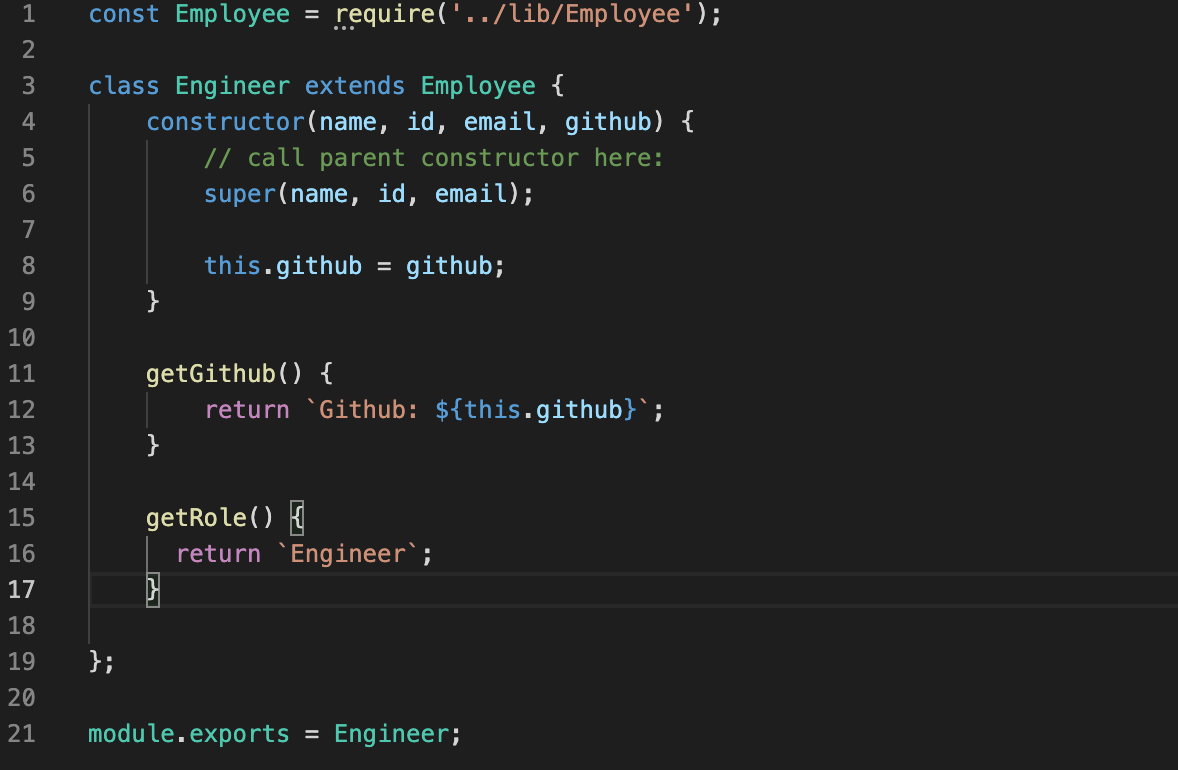 1 const Employee = require('../lib/Employee');
2
3 class Engineer extends Employee {
4     constructor(name, id, email, github) {
5         // call parent constructor here:
6         super(name, id, email);
7
8         this.github = github;
9     }
10
11     getGithub() {
12         return `Github: ${this.github}`;
13     }
14
15     getRole() {
16       return `Engineer`;
17     }
18
19 };
20
21 module.exports = Engineer;